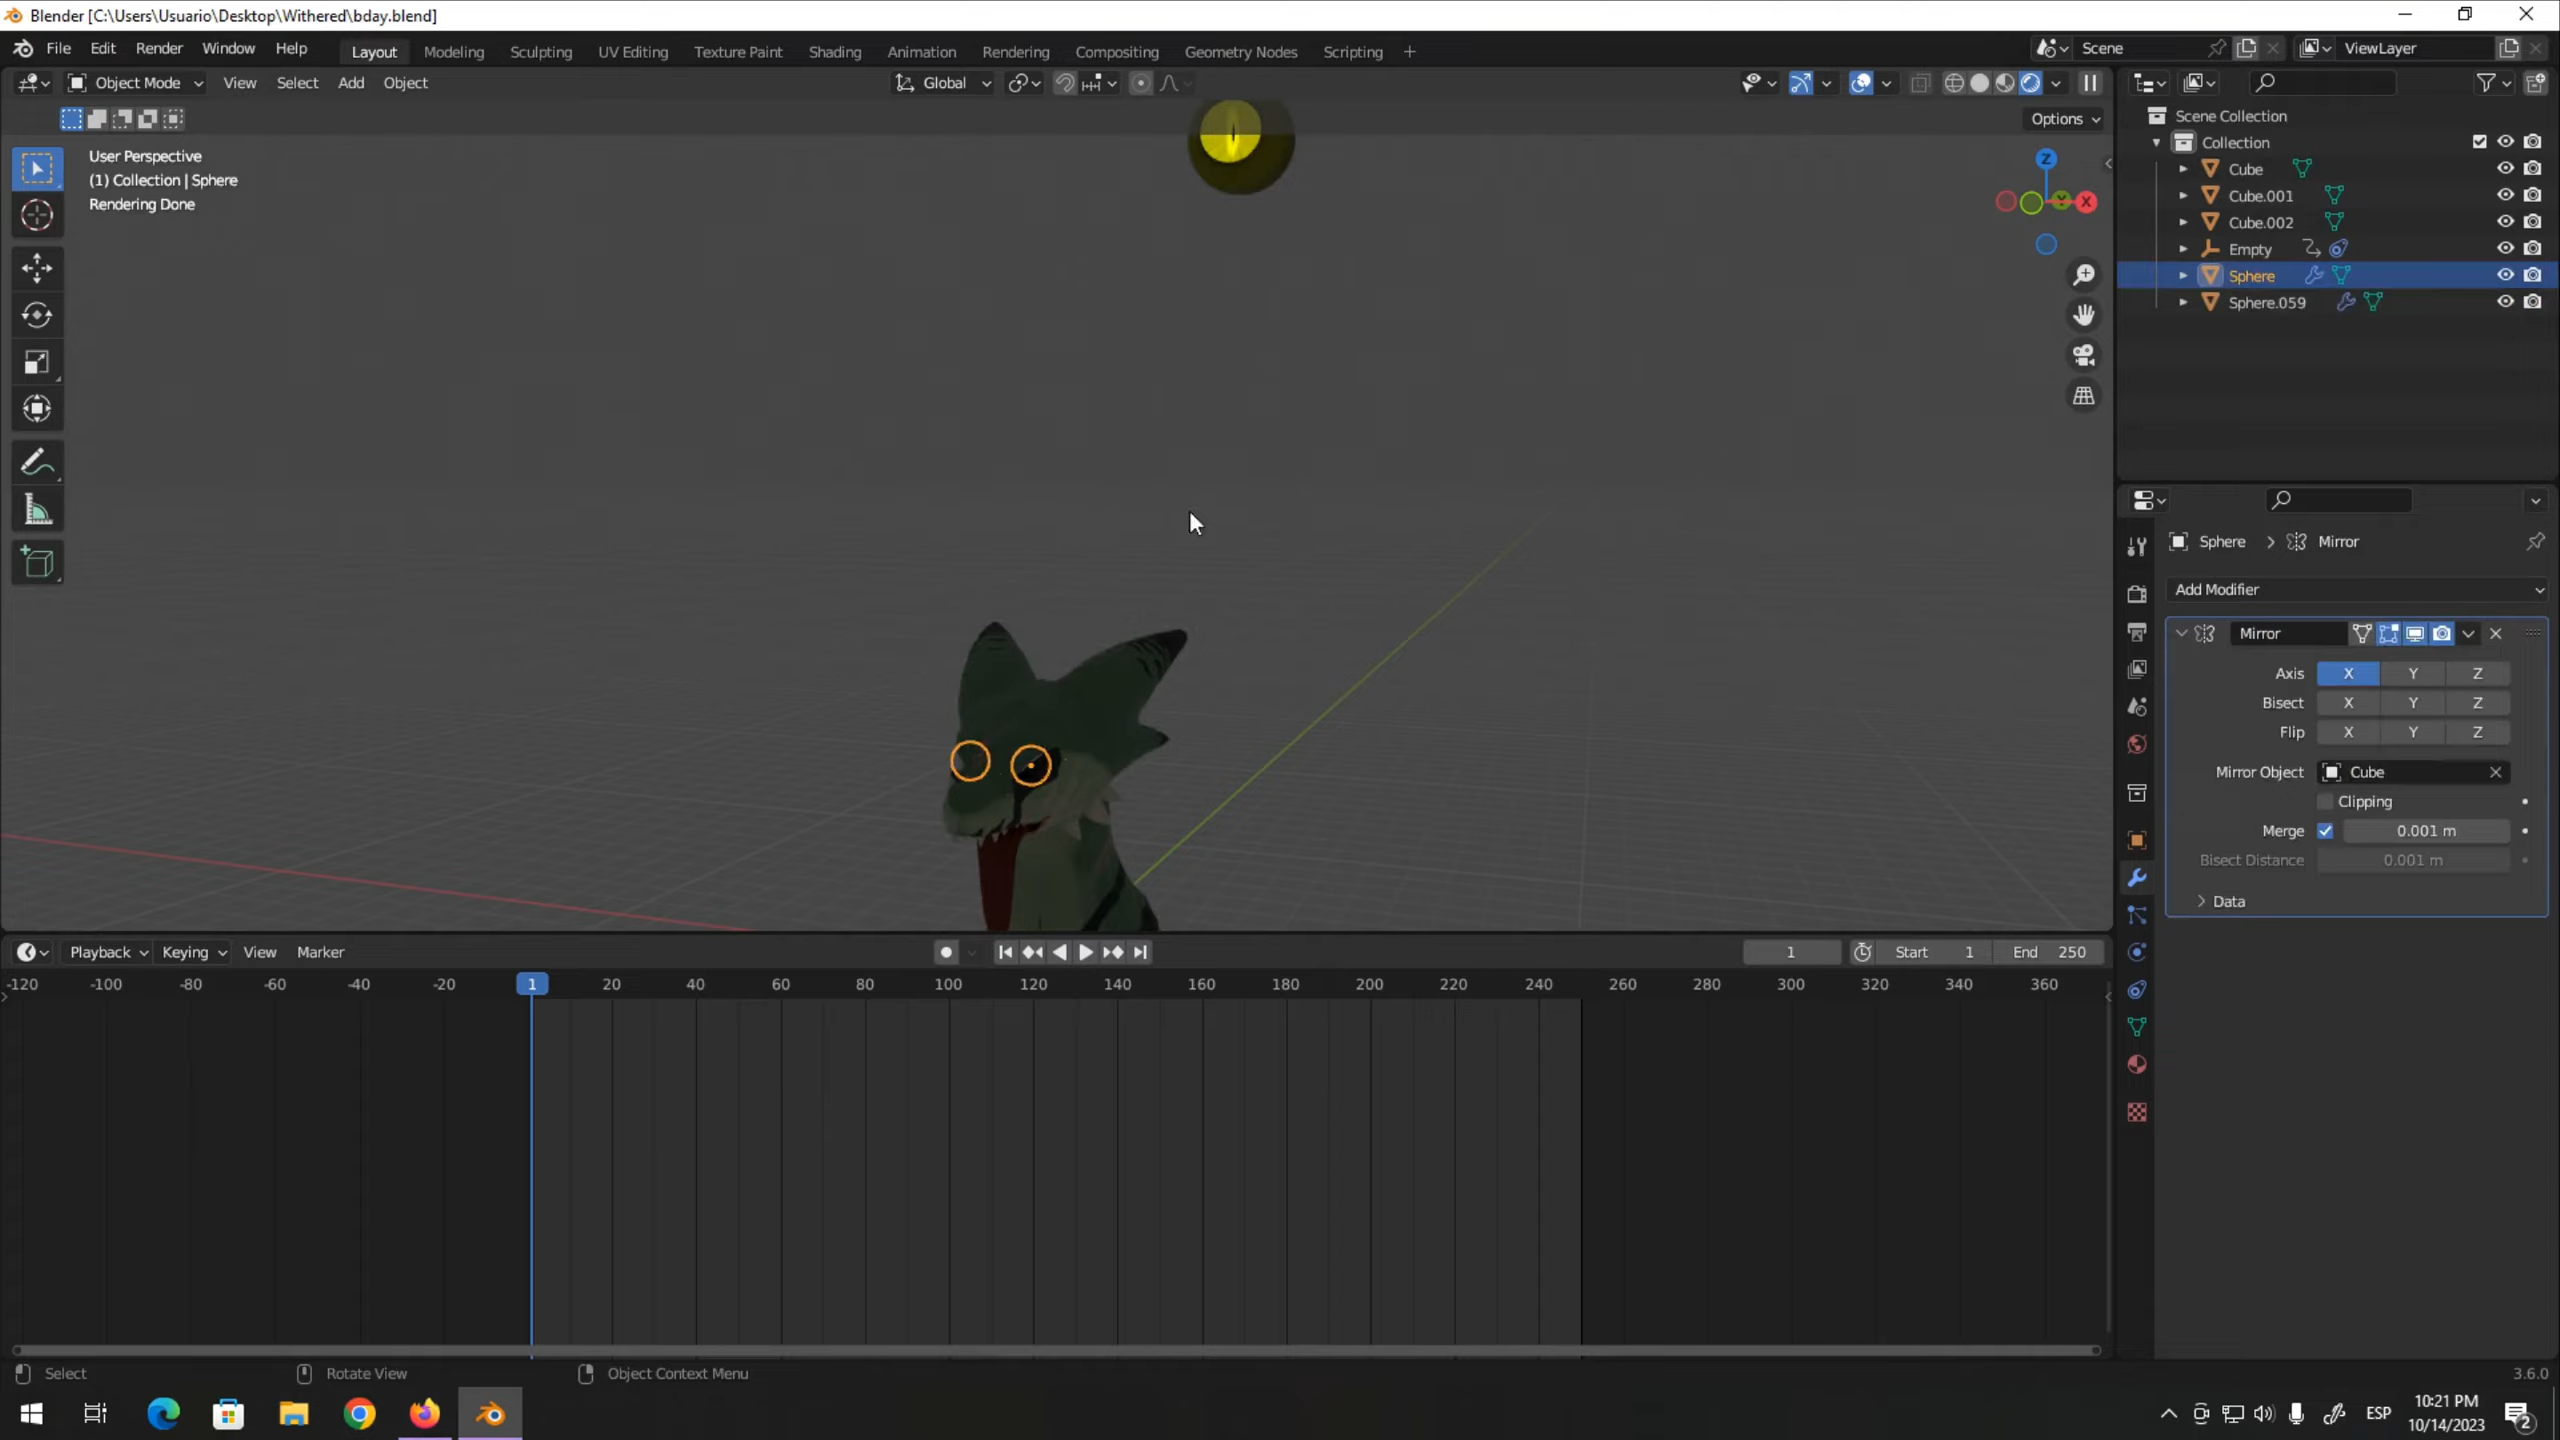 Blender [C:\Users\Usuario\Desktop\Withered\bday.blend]
File Edit Render Window Help Layout Modeling Sculpting UV Editing Texture Paint Shading Animation Rendering Compositing Geometry Nodes Scripting + Scene ViewLayer
Object Mode View Select Add Object Global
Options
User Perspective
(1) Collection | Sphere
Rendering Done
Z
Y
X
Scene Collection
Collection
Cube
Cube.001
Cube.002
Empty
Sphere
Sphere.059
Sphere > Mirror
Add Modifier
Mirror
Axis X Y Z
Bisect X Y Z
Flip X Y Z
Mirror Object Cube
Clipping
Merge 0.001 m
Bisect Distance 0.001 m
Data
Playback Keying View Marker 1 Start 1 End 250
-120 -100 -80 -60 -40 -20 1 20 40 60 80 100 120 140 160 180 200 220 240 260 280 300 320 340 360
Select Rotate View Object Context Menu 3.6.0
ESP
10:21 PM
10/14/2023
2